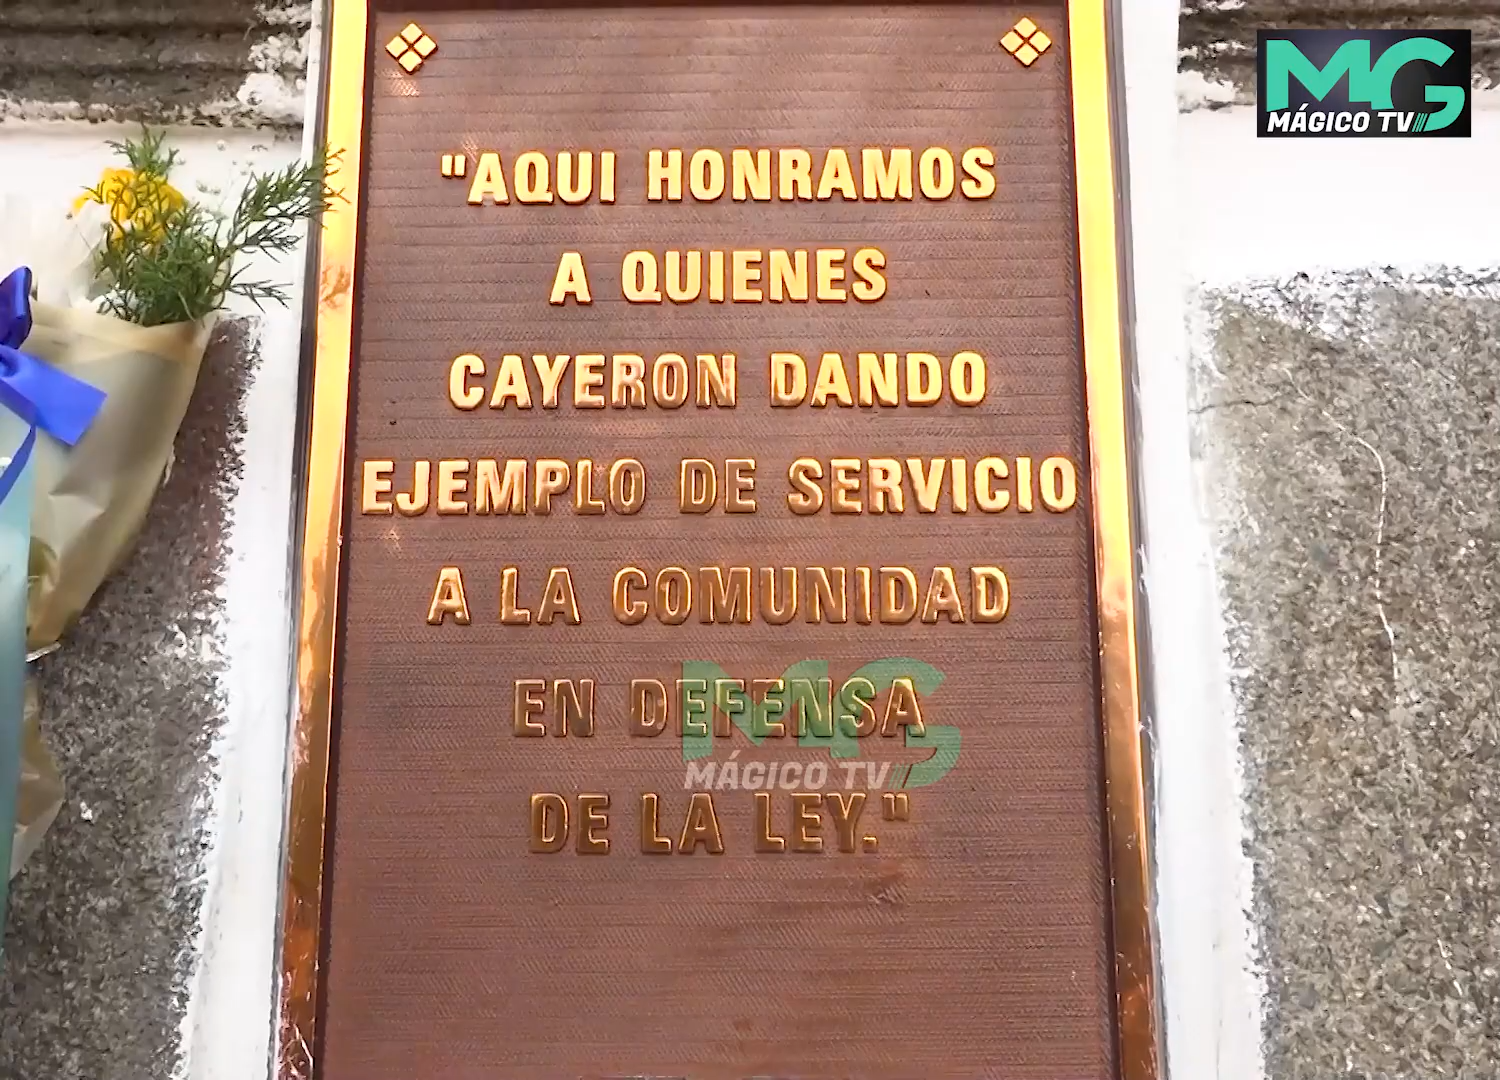 MG
MÁGICO TV
"AQUI HONRAMOS
A QUIENES
CAYERON DANDO
EJEMPLO DE SERVICIO
A LA COMUNIDAD
EN DEFENSA
DE LA LEY."
MG
MÁGICO TV